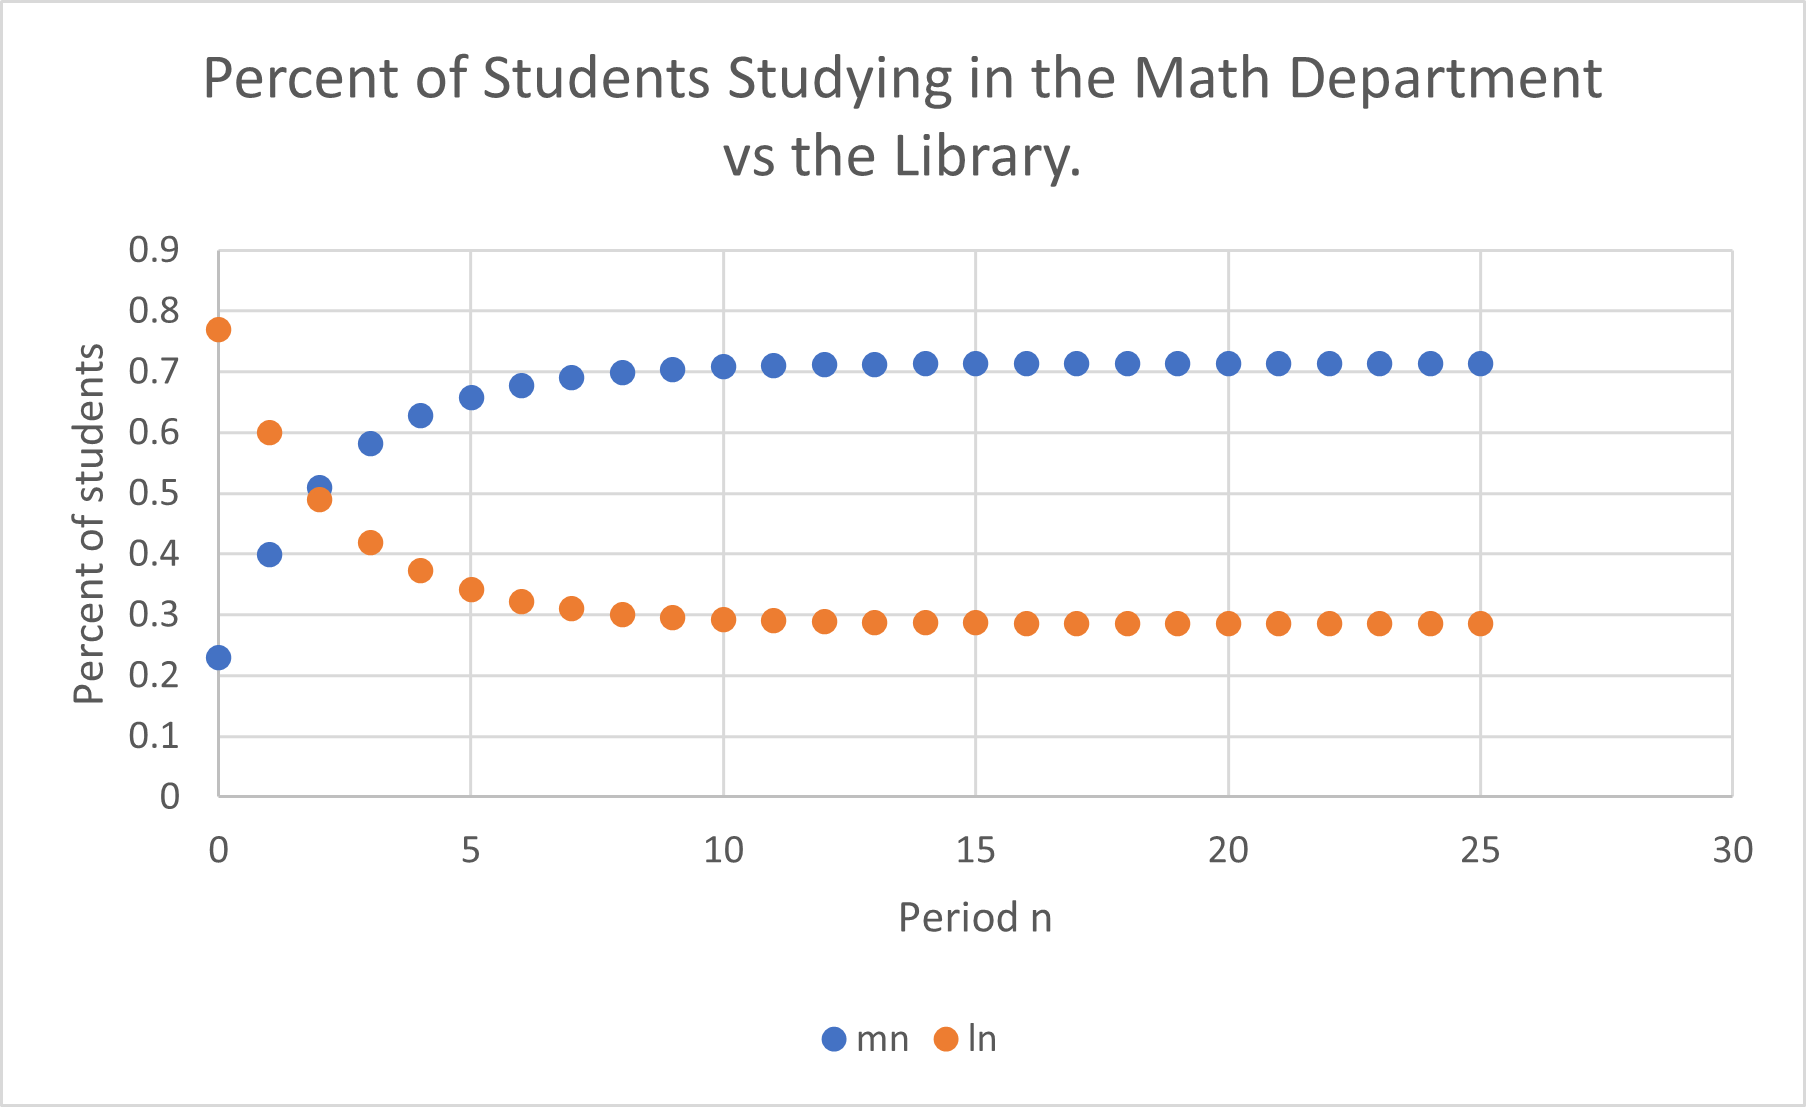 Percent of Students Studying in the Math Department
vs the Library.
Percent of students
0.9
0.8
0.7
0.6
0.5
0.4
0.3
0.2
0.1
0
0 5 10 15 20 25 30
Period n
mn ln